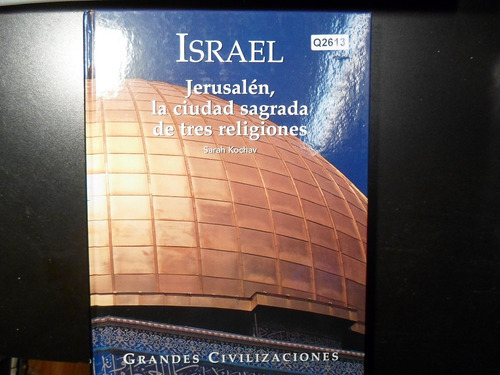 ISRAEL
Q2613
Jerusalén,
la ciudad sagrada
de tres religiones
Sarah Kochav
GRANDES CIVILIZACIONES